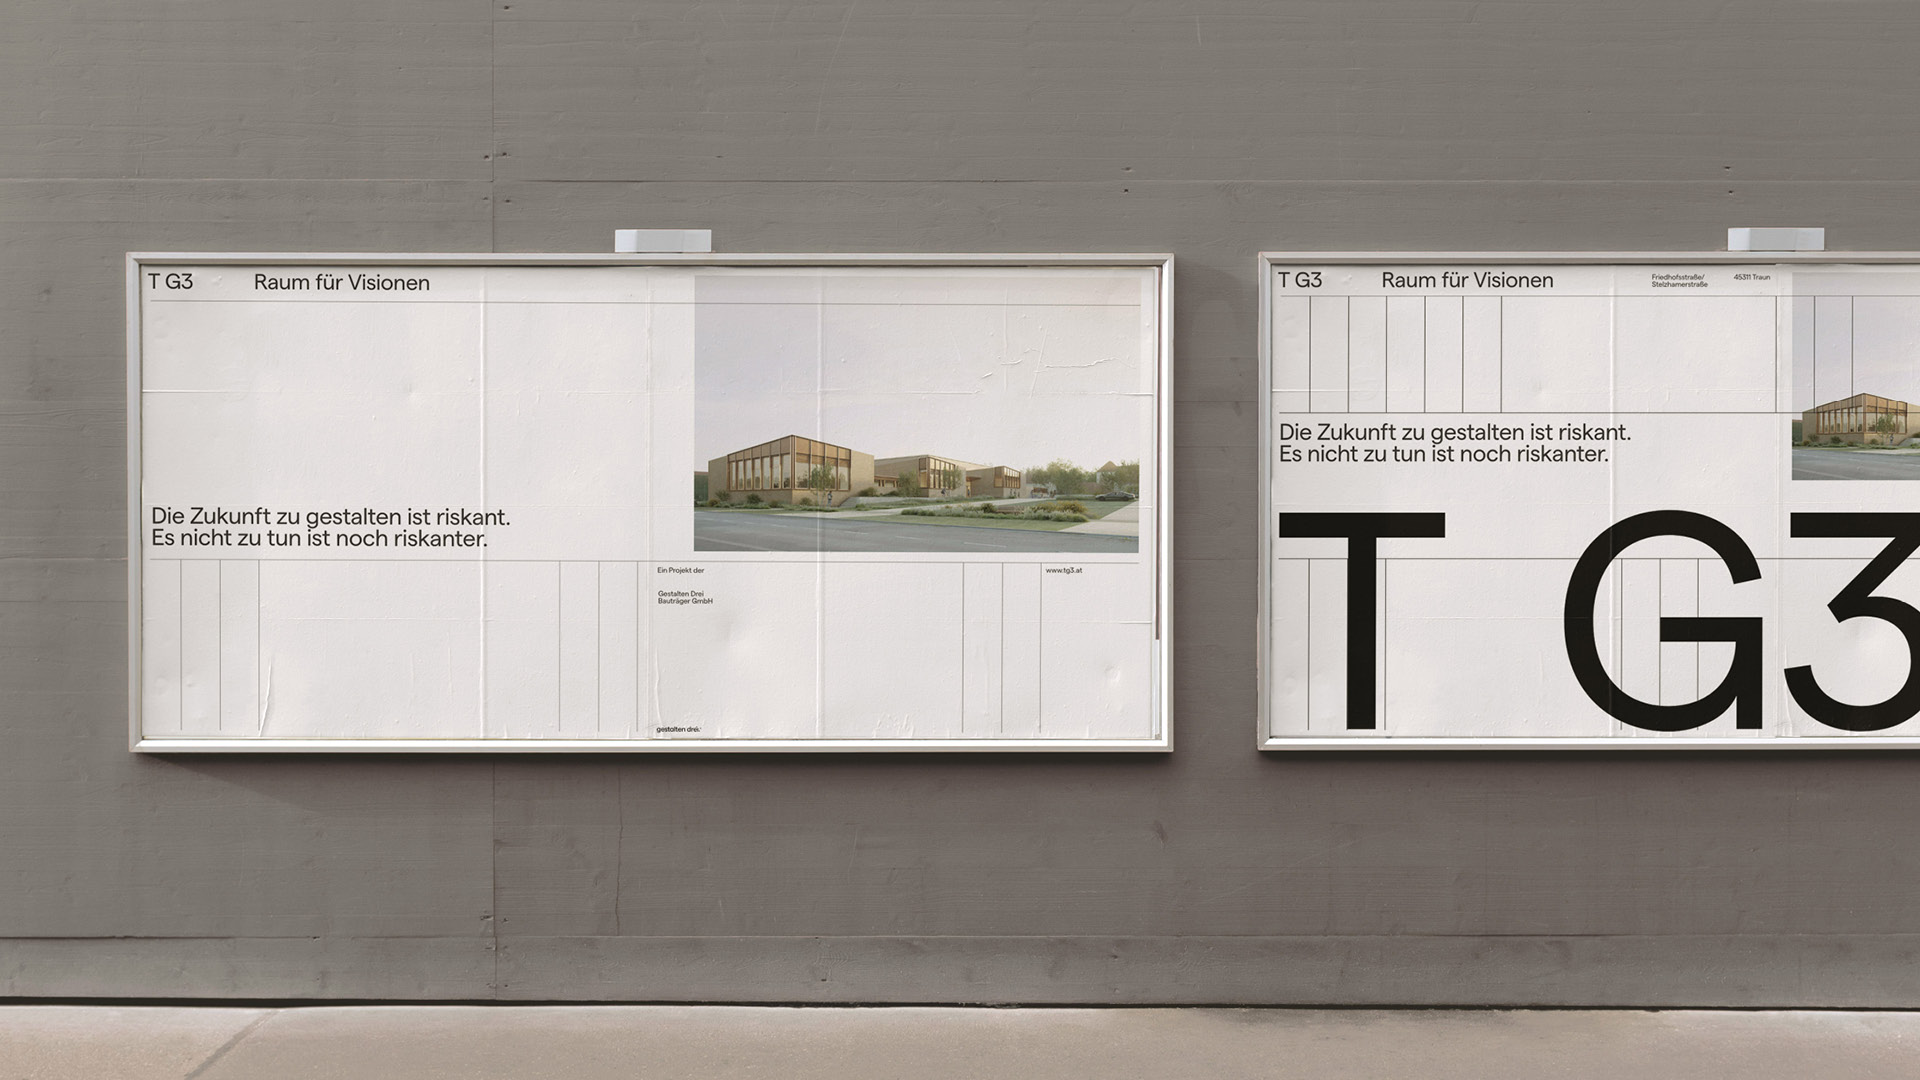 T G3
Raum für Visionen
Die Zukunft zu gestalten ist riskant.
Es nicht zu tun ist noch riskanter.
Ein Projekt der
Gestalten Drei
Bauträger GmbH
www.tg3.at
gestalten drei.
T G3
Raum für Visionen
Friedhofsstraße/
Stelzhamerstraße
45311 Traun
Die Zukunft zu gestalten ist riskant.
Es nicht zu tun ist noch riskanter.
T G3